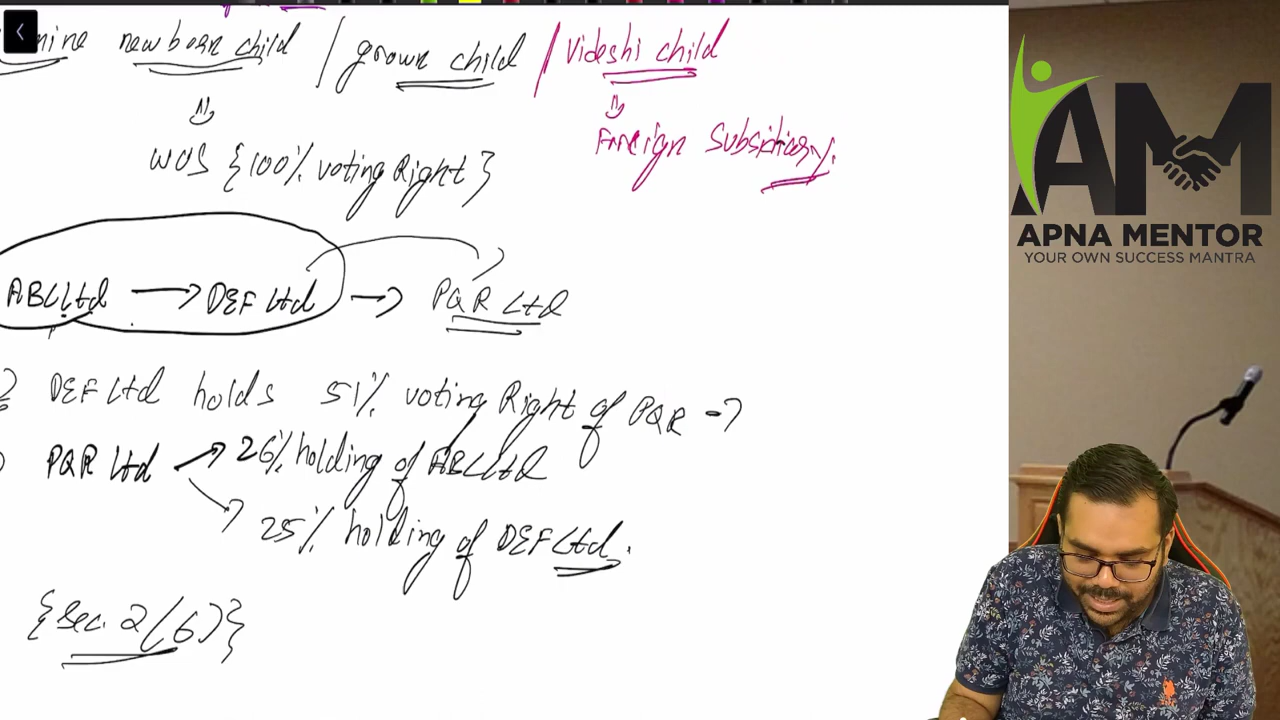 newborn child / grown child / Videshi child
WOS {100% voting Right}
Foreign Subsidiary.
ABC Ltd → DEF Ltd → PQR Ltd
DEF Ltd holds 51% voting Right of PQR →
PQR Ltd → 26% holding of ABC Ltd
→ 25% holding of DEF Ltd.
{Sec. 2(6)}
AM
APNA MENTOR
YOUR OWN SUCCESS MANTRA